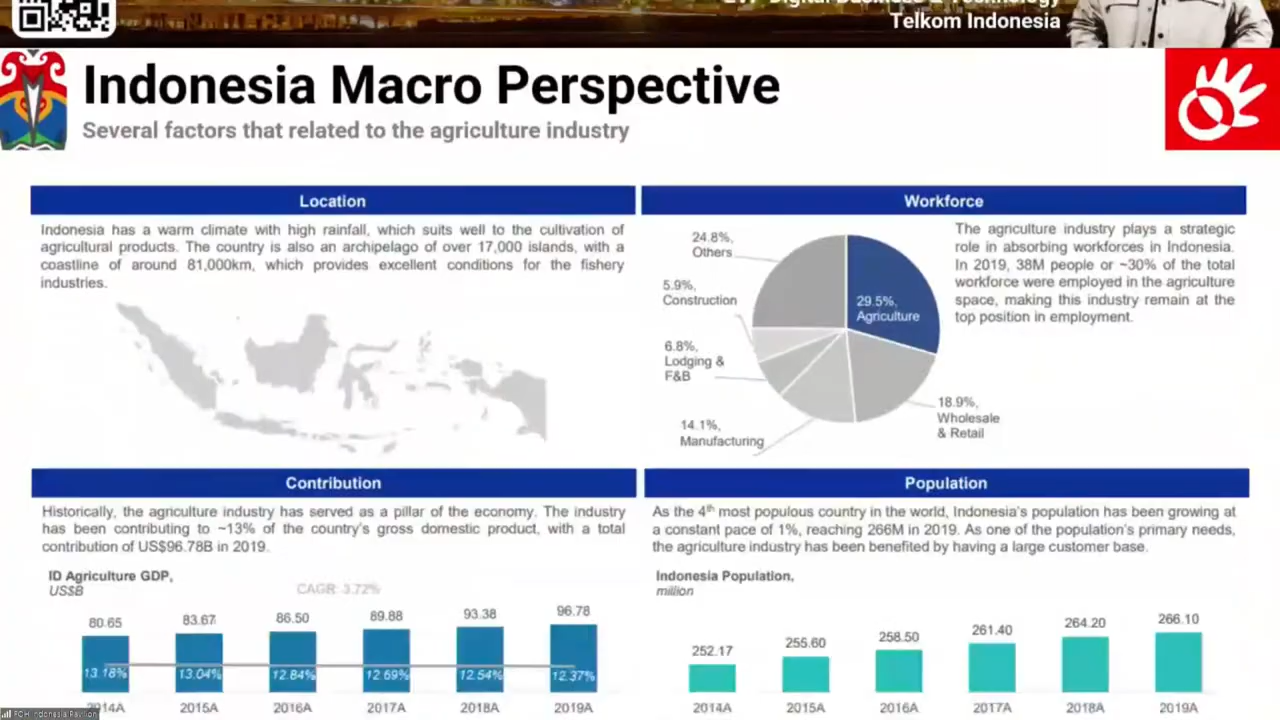 Telkom Indonesia
Indonesia Macro Perspective
Several factors that related to the agriculture industry
Location
Indonesia has a warm climate with high rainfall, which suits well to the cultivation of
agricultural products. The country is also an archipelago of over 17,000 islands, with a
coastline of around 81,000km, which provides excellent conditions for the fishery
industries.
Workforce
24.8%,
Others
5.9%,
Construction
6.8%,
Lodging &
F&B
14.1%,
Manufacturing
29.5%,
Agriculture
18.9%,
Wholesale
& Retail
The agriculture industry plays a strategic
role in absorbing workforces in Indonesia.
In 2019, 38M people or ~30% of the total
workforce were employed in the agriculture
space, making this industry remain at the
top position in employment.
Contribution
Historically, the agriculture industry has served as a pillar of the economy. The industry
has been contributing to ~13% of the country's gross domestic product, with a total
contribution of US$96.78B in 2019.
ID Agriculture GDP,
US$B
CAGR: 3.72%
80.65 83.67 86.50 89.88 93.38 96.78
13.18% 13.04% 12.84% 12.69% 12.54% 12.37%
2014A 2015A 2016A 2017A 2018A 2019A
Population
As the 4th most populous country in the world, Indonesia's population has been growing at
a constant pace of 1%, reaching 266M in 2019. As one of the population's primary needs,
the agriculture industry has been benefited by having a large customer base.
Indonesia Population,
million
252.17 255.60 258.50 261.40 264.20 266.10
2014A 2015A 2016A 2017A 2018A 2019A